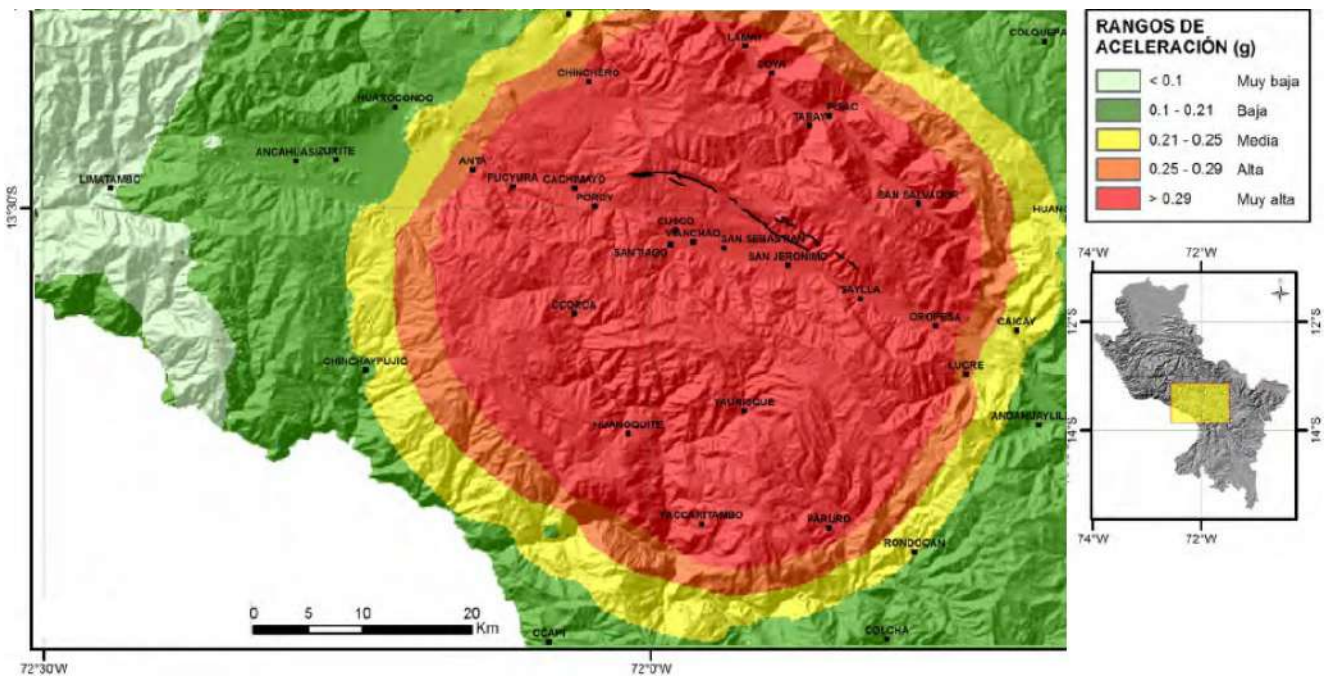 LAMAY
COLQUEPA
COYA
CHINCHERO
HUAROCONDO
PISAC
TARAY
ANCAHUASI
ZURITE
ANTA
LIMATAMBO
PUCYURA
CACHIMAYO
POROY
SAN SALVADOR
HUANC
CUSCO
WANCHAQ
SANTIAGO
SAN SEBASTIAN
SAN JERONIMO
SAYLLA
CCORCA
OROPESA
CAICAY
CHINCHAYPUJIO
LUCRE
YAURISQUE
ANDAHUAYLIL
HUANOQUITE
PACCARITAMBO
PARURO
RONDOCAN
CCAPI
COLCHA
13°30'S
0 5 10 20
Km
72°30'W
72°0'W
RANGOS DE
ACELERACIÓN (g)
< 0.1 Muy baja
0.1 - 0.21 Baja
0.21 - 0.25 Media
0.25 - 0.29 Alta
> 0.29 Muy alta
74°W 72°W
12°S
14°S
74°W 72°W